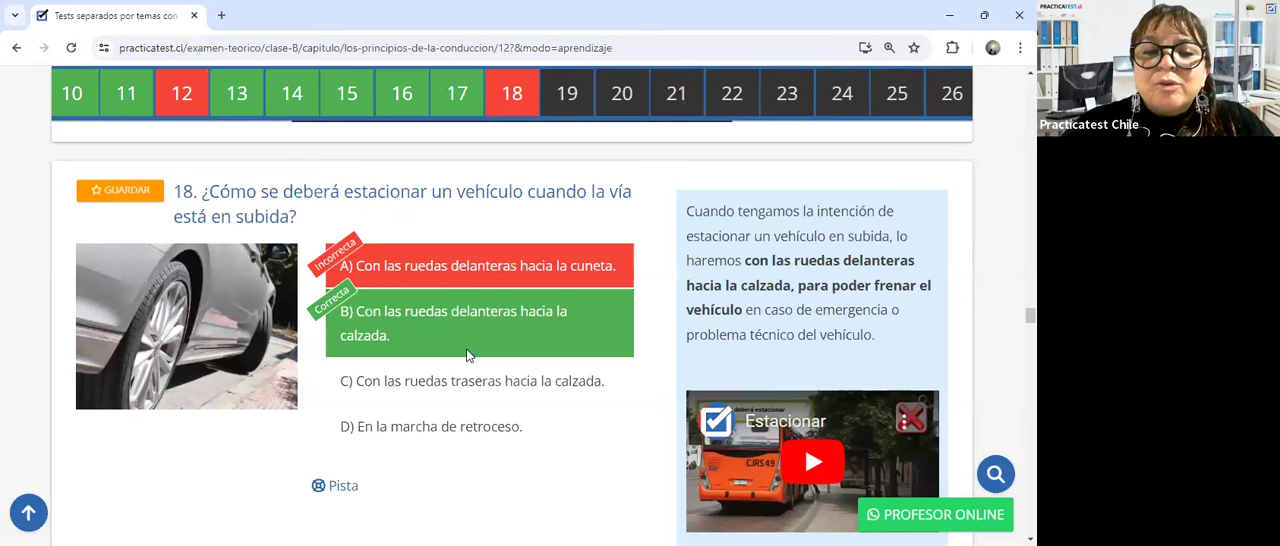 Tests separados por temas con
practicatest.cl/examen-teorico/clase-B/capitulo/los-principios-de-la-conduccion/12?&modo=aprendizaje
PRACTICATEST.cl
10 11 12 13 14 15 16 17 18 19 20 21 22 23 24 25 26
Practicatest Chile
GUARDAR
18. ¿Cómo se deberá estacionar un vehículo cuando la vía
está en subida?
Incorrecta
A) Con las ruedas delanteras hacia la cuneta.
Correcta
B) Con las ruedas delanteras hacia la
calzada.
C) Con las ruedas traseras hacia la calzada.
D) En la marcha de retroceso.
Pista
Cuando tengamos la intención de
estacionar un vehículo en subida, lo
haremos con las ruedas delanteras
hacia la calzada, para poder frenar el
vehículo en caso de emergencia o
problema técnico del vehículo.
deberá estacionar
Estacionar
CJRS49
PROFESOR ONLINE